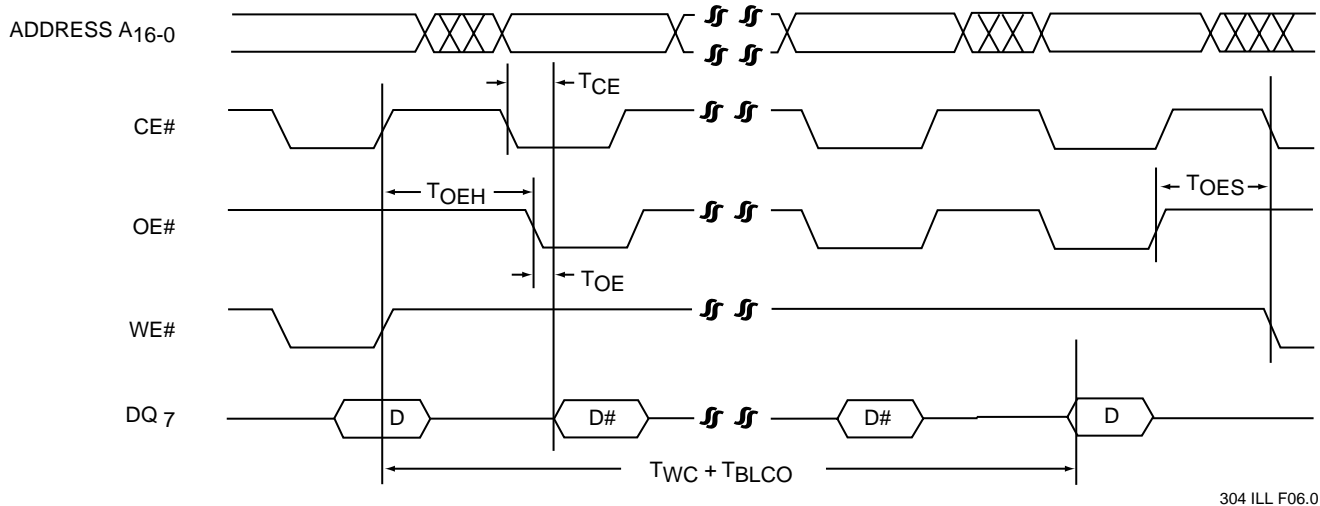 ADDRESS A16-0
TCE
CE#
TOEH
TOES
OE#
TOE
WE#
DQ 7
D
D#
D#
D
TWC + TBLCO
304 ILL F06.0